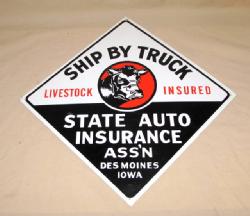 SHIP BY TRUCK
LIVESTOCK INSURED
STATE AUTO
INSURANCE
ASS'N
DES MOINES
IOWA